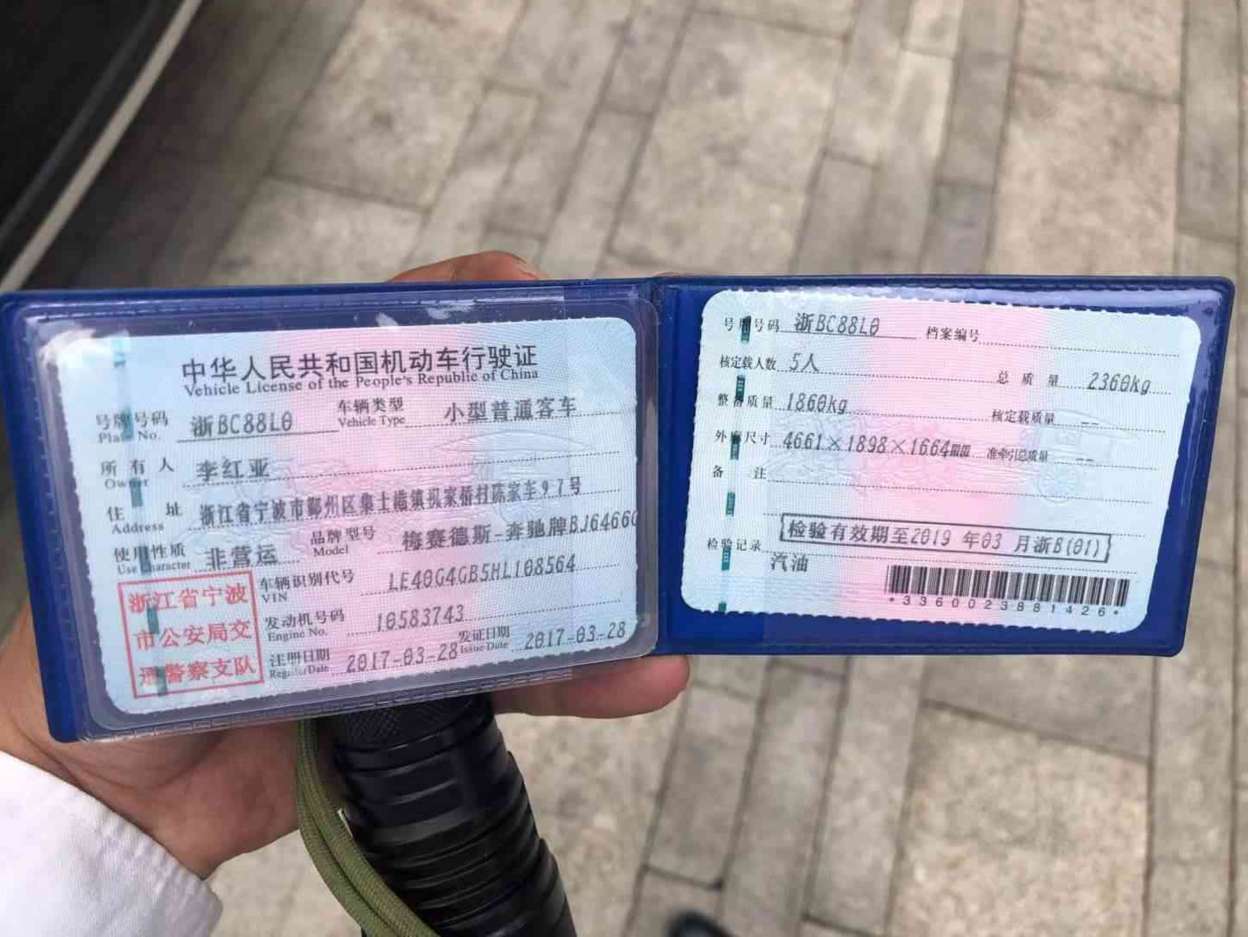 中华人民共和国机动车行驶证
Vehicle License of the People's Republic of China
号牌号码 浙BC88L0 车辆类型 小型普通客车
Plate No. Vehicle Type
所有人 李红亚
Owner
住址 浙江省宁波市鄞州区集士港镇 桥村陈家车97号
Address
使用性质 非营运 品牌型号 梅赛德斯-奔驰牌BJ6466
Use Character Model
浙江省宁波
市公安局交
通警察支队
车辆识别代号 LE40G4GB5HL108564
VIN
发动机号码 10583743
Engine No.
注册日期 2017-03-28 发证日期 2017-03-28
Register Date Issue Date
号牌号码 浙BC88L0 档案编号
核定载人数 5人 总质量 2360kg
整备质量 1860kg 核定载质量 --
外廓尺寸 4661×1898×1664mm 准牵引总质量 --
备注
检验有效期至2019年03月浙B(01)
检验记录
汽油
*3360023881426*